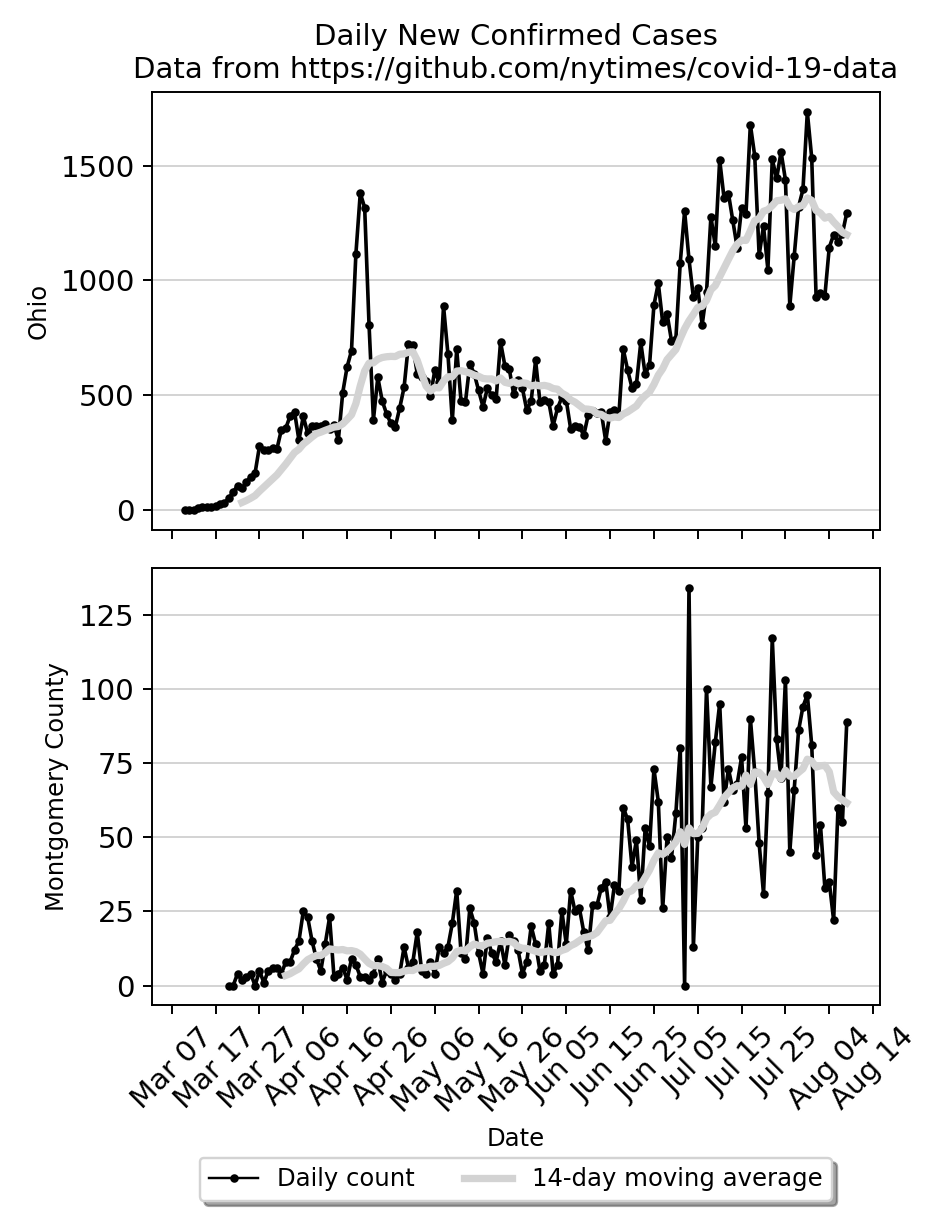 Daily New Confirmed Cases
Data from https://github.com/nytimes/covid-19-data
1500
1000
500
0
Ohio
125
100
75
50
25
0
Montgomery County
Mar 07
Mar 17
Mar 27
Apr 06
Apr 16
Apr 26
May 06
May 16
May 26
Jun 05
Jun 15
Jun 25
Jul 05
Jul 15
Jul 25
Aug 04
Aug 14
Date
Daily count
14-day moving average